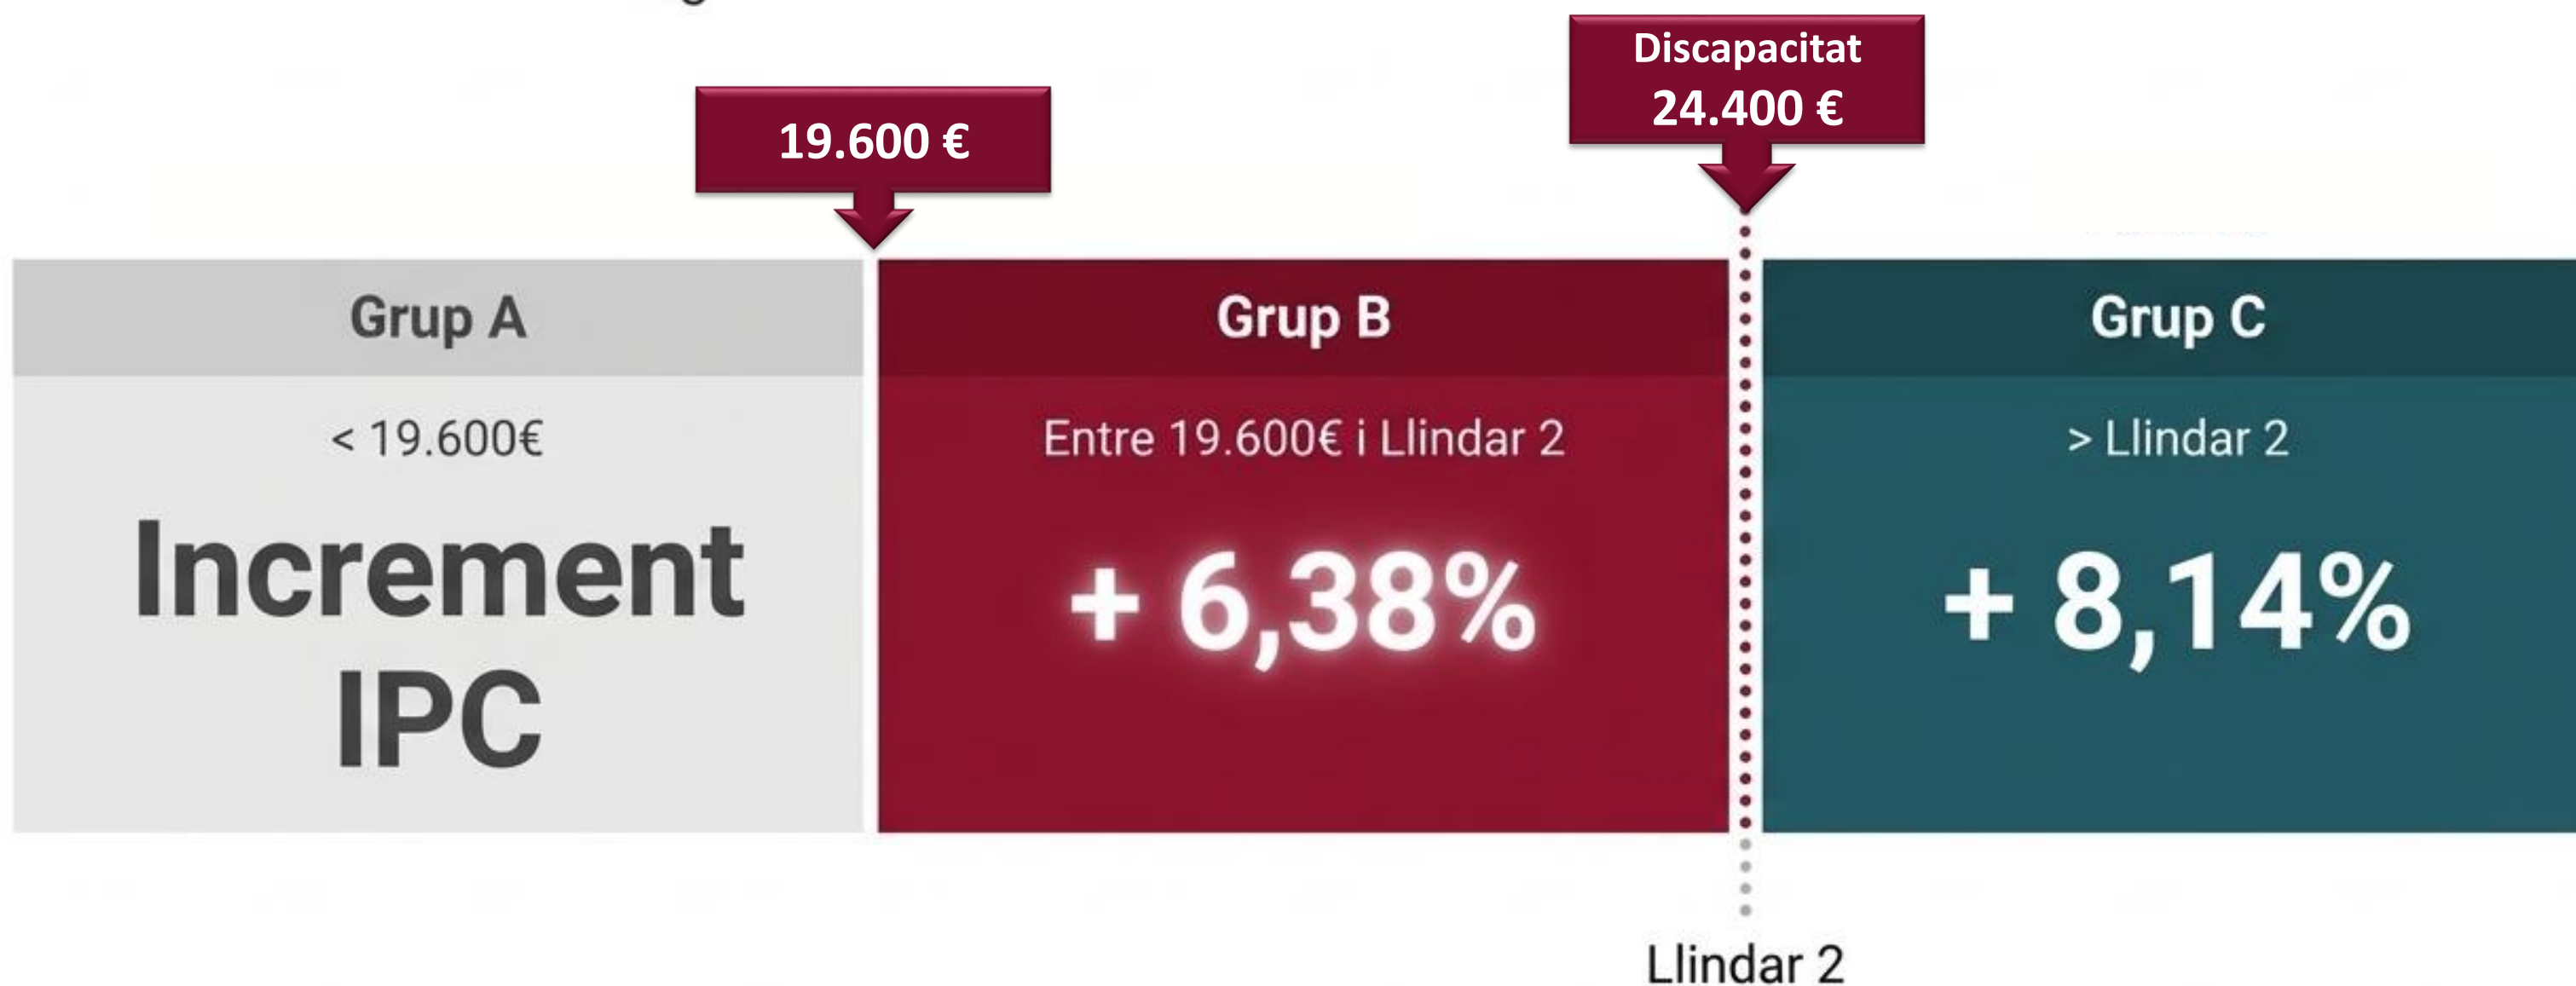 Discapacitat
24.400 €
19.600 €
Grup A
< 19.600€
Increment
IPC
Grup B
Entre 19.600€ i Llindar 2
+ 6,38%
Grup C
> Llindar 2
+ 8,14%
Llindar 2